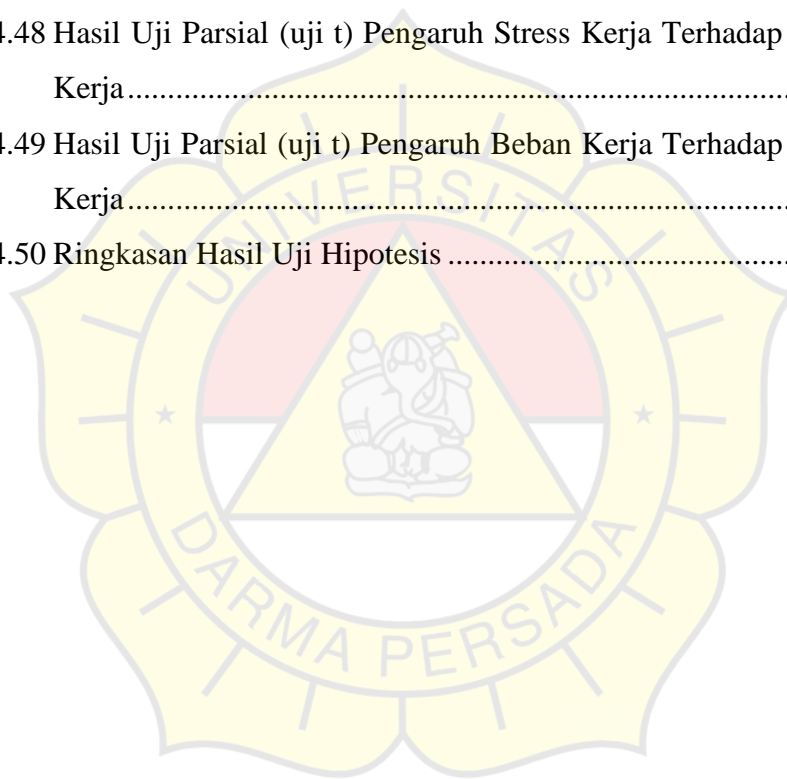 4.48 Hasil Uji Parsial (uji t) Pengaruh Stress Kerja Terhadap
Kerja........................................................................................
4.49 Hasil Uji Parsial (uji t) Pengaruh Beban Kerja Terhadap
Kerja........................................................................................
4.50 Ringkasan Hasil Uji Hipotesis ............................................
UNIVERSITAS
DARMA PERSADA